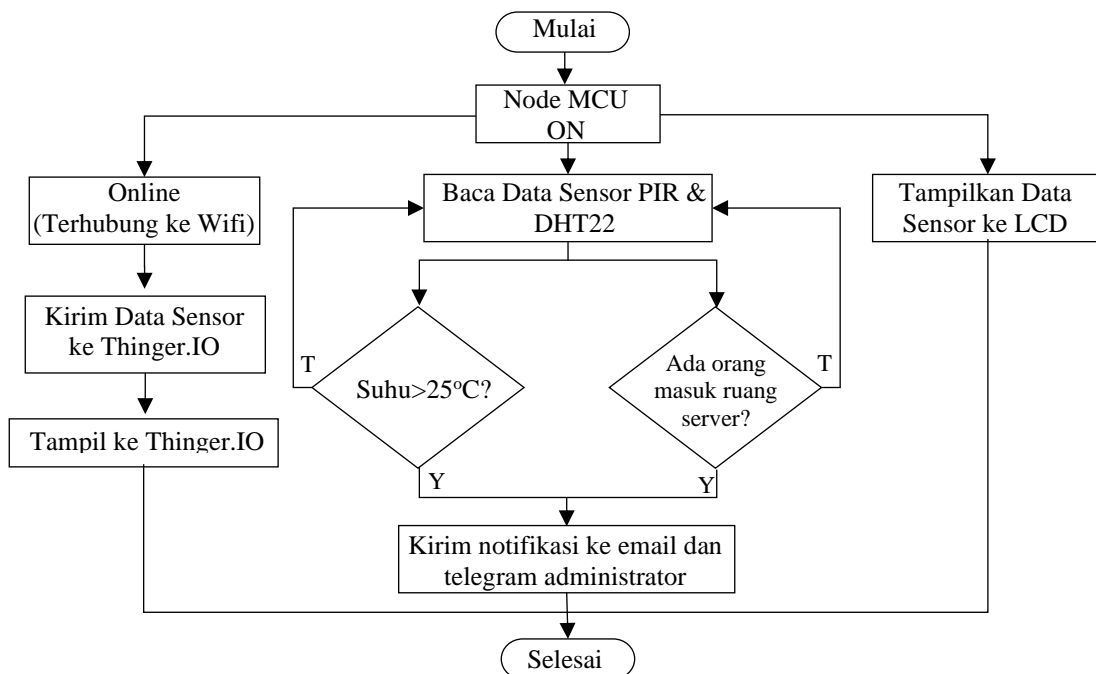 Mulai
Node MCU
ON
Online
(Terhubung ke Wifi)
Baca Data Sensor PIR &
DHT22
Tampilkan Data
Sensor ke LCD
Kirim Data Sensor
ke Thinger.IO
T
Suhu>25°C?
Ada orang
masuk ruang
server?
T
Tampil ke Thinger.IO
Y
Y
Kirim notifikasi ke email dan
telegram administrator
Selesai